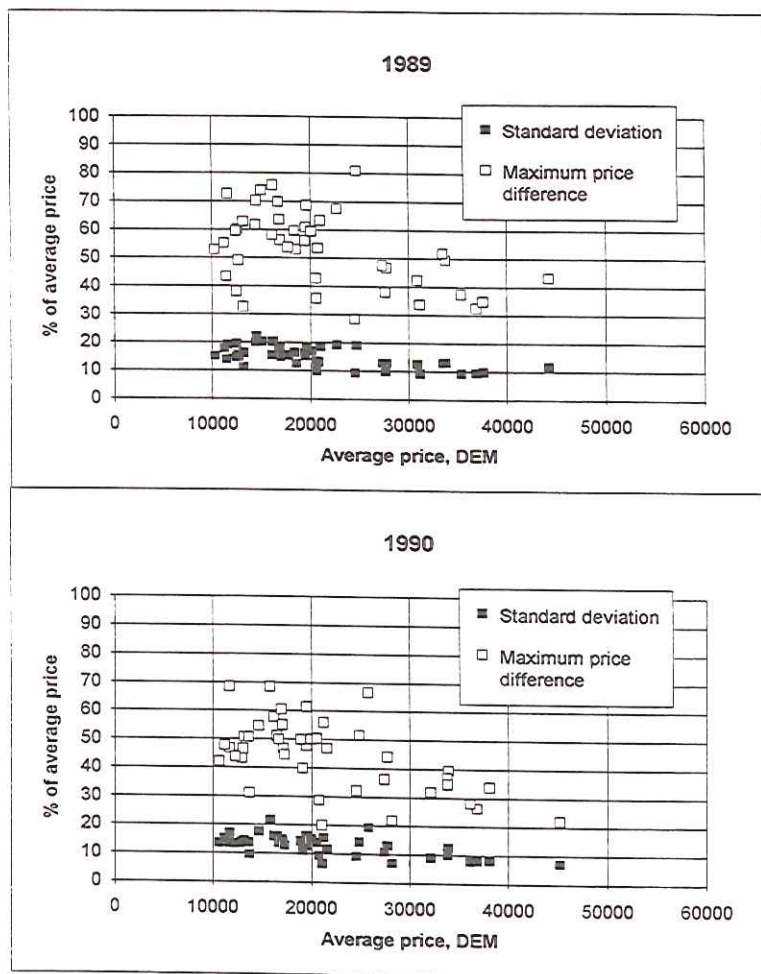 1989
100
90
80
70
60
50
40
30
20
10
0
% of average price
Standard deviation
Maximum price
difference
0 10000 20000 30000 40000 50000 60000
Average price, DEM
1990
100
90
80
70
60
50
40
30
20
10
0
% of average price
Standard deviation
Maximum price
difference
0 10000 20000 30000 40000 50000 60000
Average price, DEM